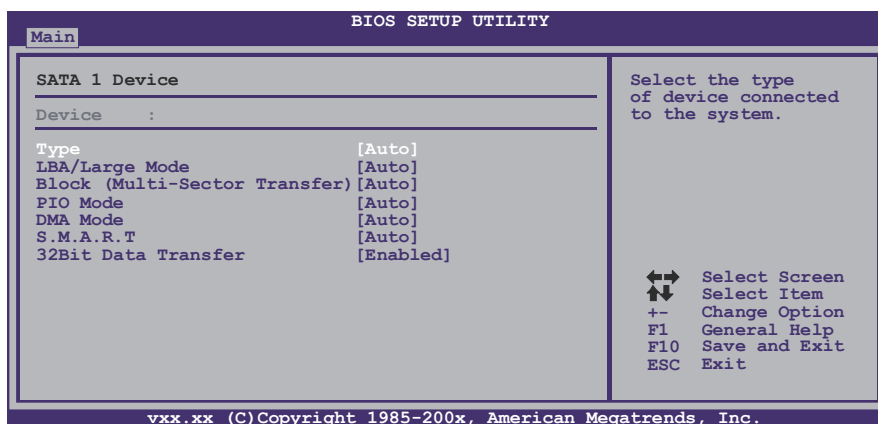 BIOS SETUP UTILITY
Main
SATA 1 Device
Device :
Type [Auto]
LBA/Large Mode [Auto]
Block (Multi-Sector Transfer) [Auto]
PIO Mode [Auto]
DMA Mode [Auto]
S.M.A.R.T [Auto]
32Bit Data Transfer [Enabled]
Select the type
of device connected
to the system.
Select Screen
Select Item
+- Change Option
F1 General Help
F10 Save and Exit
ESC Exit
vxx.xx (C)Copyright 1985-200x, American Megatrends, Inc.